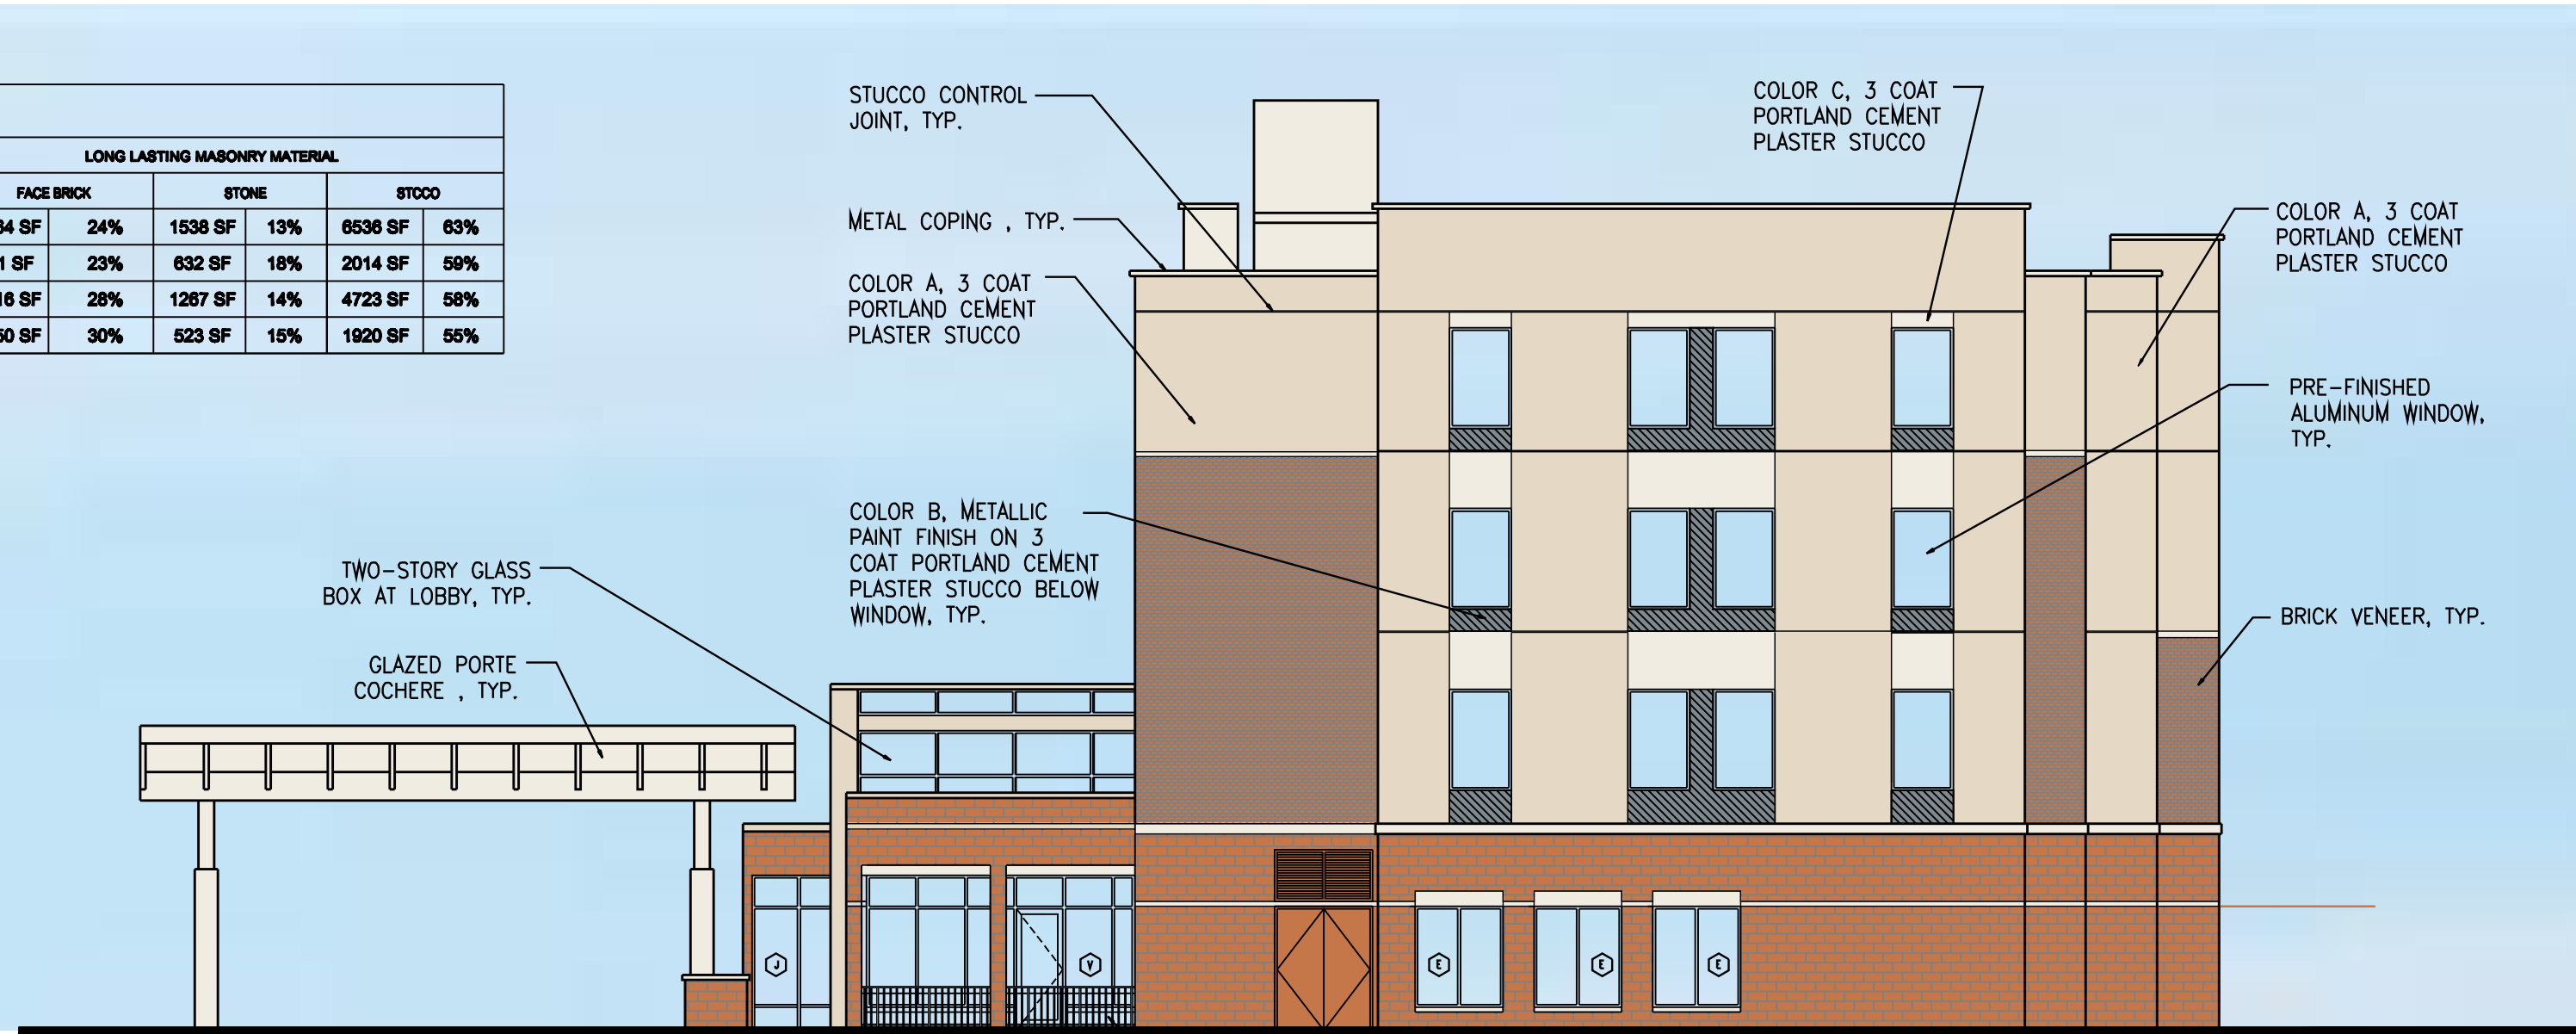 LONG LASTING MASONRY MATERIAL
FACE BRICK STONE STCCO
SF 24% 1538 SF 13% 6536 SF 63%
SF 23% 632 SF 18% 2014 SF 59%
SF 28% 1267 SF 14% 4723 SF 58%
SF 30% 523 SF 15% 1920 SF 55%
STUCCO CONTROL
JOINT, TYP.
METAL COPING , TYP.
COLOR A, 3 COAT
PORTLAND CEMENT
PLASTER STUCCO
COLOR B, METALLIC
PAINT FINISH ON 3
COAT PORTLAND CEMENT
PLASTER STUCCO BELOW
WINDOW, TYP.
TWO-STORY GLASS
BOX AT LOBBY, TYP.
GLAZED PORTE
COCHERE , TYP.
COLOR C, 3 COAT
PORTLAND CEMENT
PLASTER STUCCO
COLOR A, 3 COAT
PORTLAND CEMENT
PLASTER STUCCO
PRE-FINISHED
ALUMINUM WINDOW,
TYP.
BRICK VENEER, TYP.
J
V
E
E
E